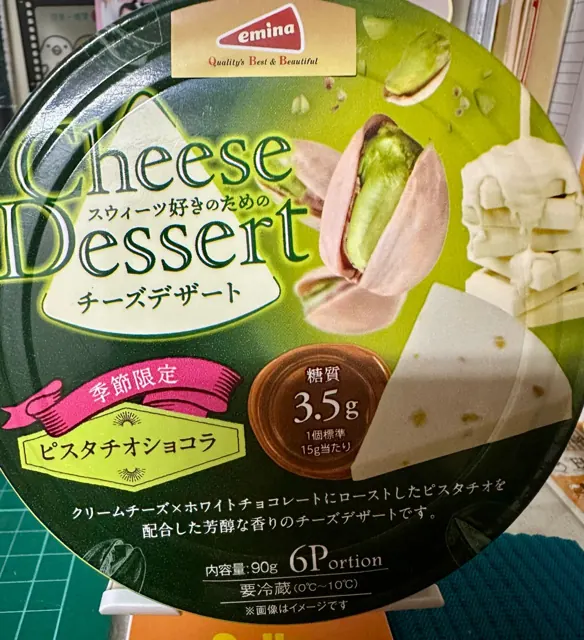 emina
Quality's Best & Beautiful
Cheese
スウィーツ好きのための
Dessert
チーズデザート
季節限定
ピスタチオショコラ
糖質
3.5g
1個標準
15g当たり
クリームチーズ×ホワイトチョコレートにローストしたピスタチオを
配合した芳醇な香りのチーズデザートです。
内容量:90g 6Portion
要冷蔵(0℃~10℃)
※画像はイメージです